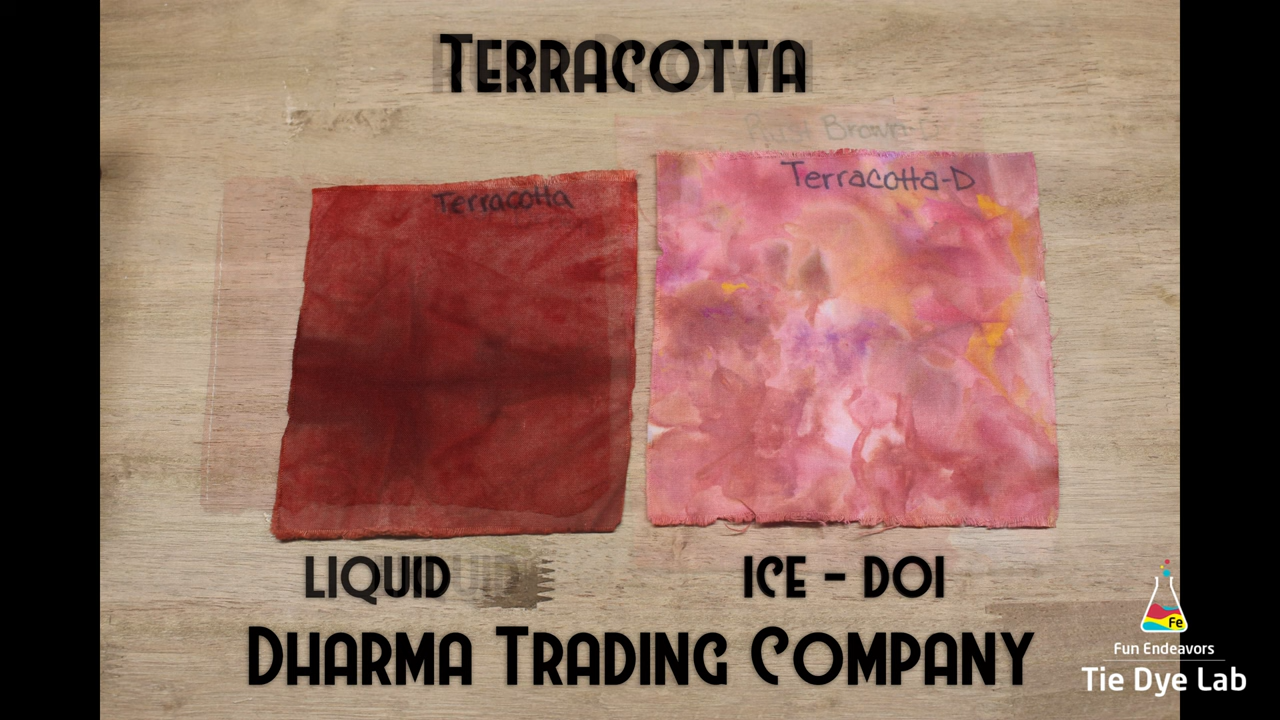 TERRACOTTA
Rust Brown
Terracotta-D
Terracotta
LIQUID
ICE - DOI
DHARMA TRADING COMPANY
Fe
Fun Endeavors
Tie Dye Lab